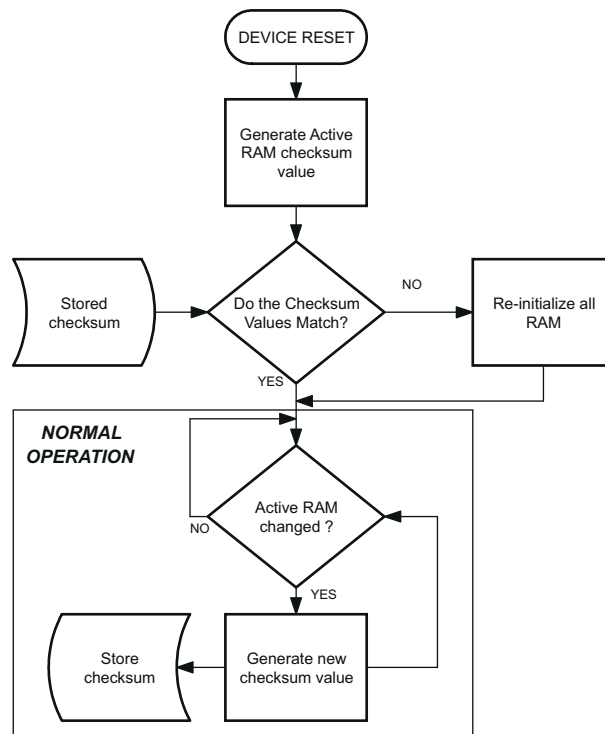 DEVICE RESET
Generate Active
RAM checksum
value
Stored
checksum
Do the Checksum
Values Match?
NO
Re-initialize all
RAM
YES
NORMAL
OPERATION
Active RAM
changed ?
NO
YES
Store
checksum
Generate new
checksum value